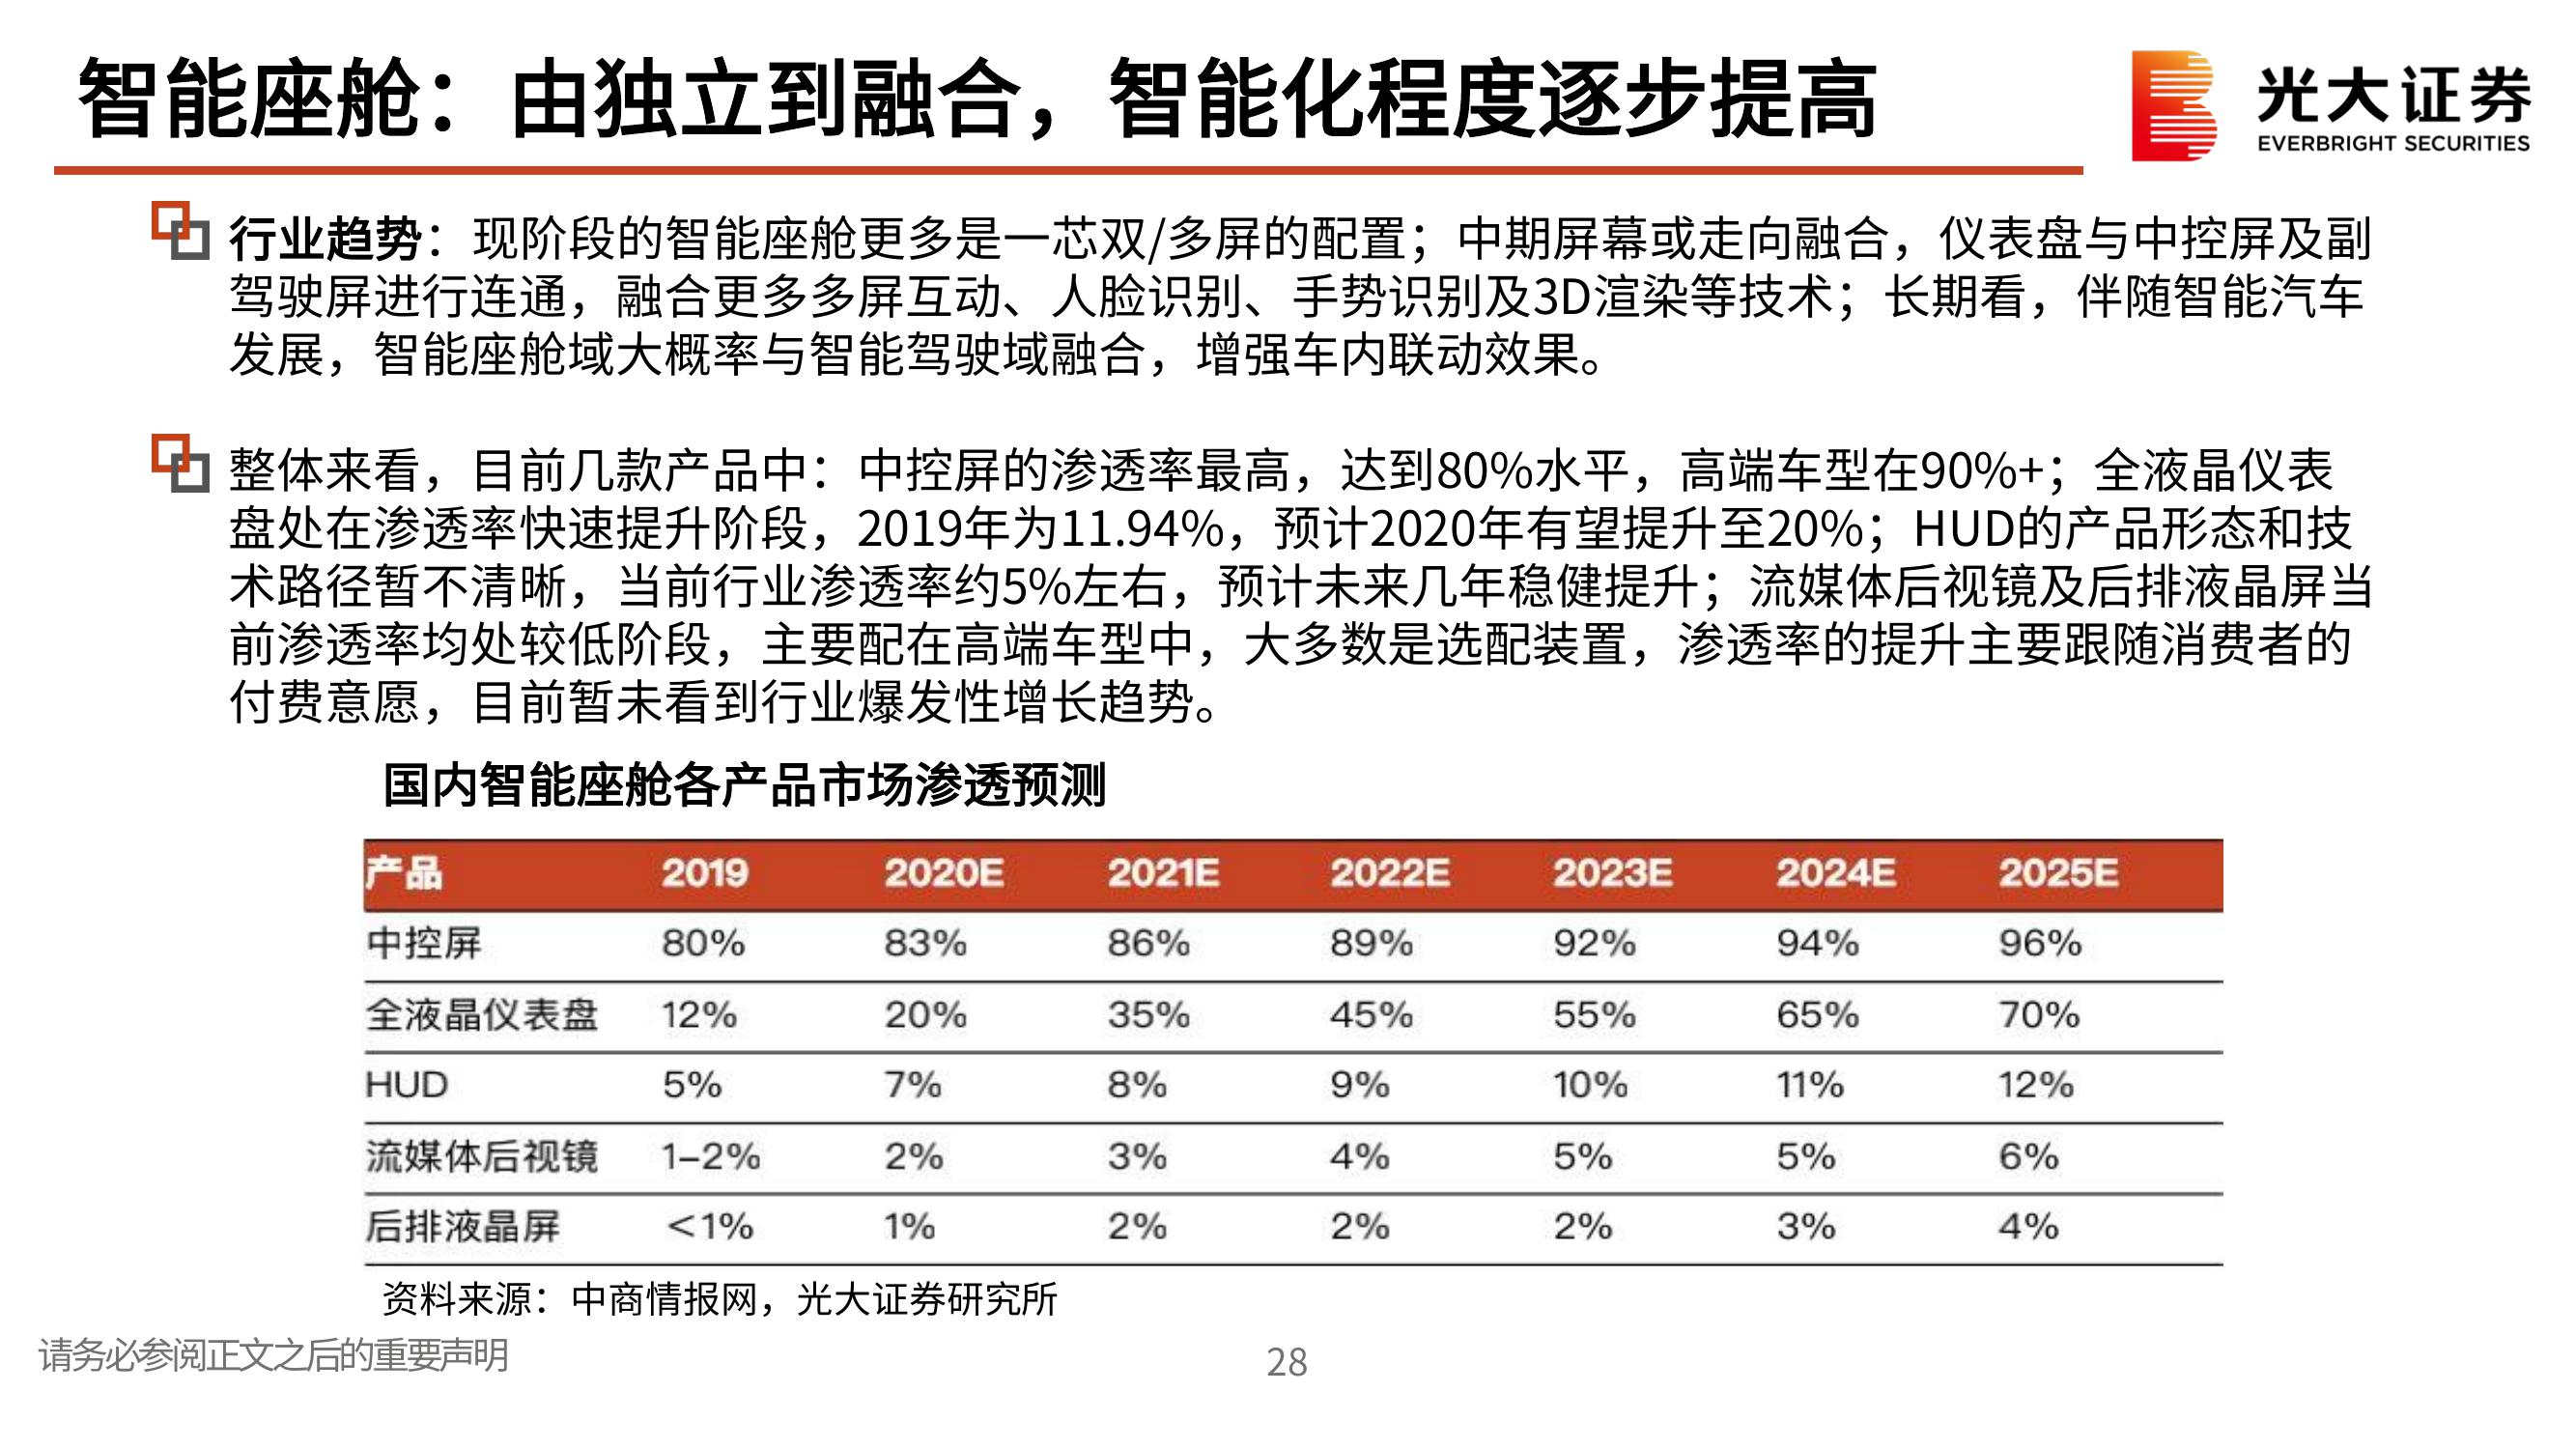 智能座舱：由独立到融合，智能化程度逐步提高
光大证券
EVERBRIGHT SECURITIES
行业趋势：现阶段的智能座舱更多是一芯双/多屏的配置；中期屏幕或走向融合，仪表盘与中控屏及副
驾驶屏进行连通，融合更多多屏互动、人脸识别、手势识别及3D渲染等技术；长期看，伴随智能汽车
发展，智能座舱域大概率与智能驾驶域融合，增强车内联动效果。
整体来看，目前几款产品中：中控屏的渗透率最高，达到80%水平，高端车型在90%+；全液晶仪表
盘处在渗透率快速提升阶段，2019年为11.94%，预计2020年有望提升至20%；HUD的产品形态和技
术路径暂不清晰，当前行业渗透率约5%左右，预计未来几年稳健提升；流媒体后视镜及后排液晶屏当
前渗透率均处较低阶段，主要配在高端车型中，大多数是选配装置，渗透率的提升主要跟随消费者的
付费意愿，目前暂未看到行业爆发性增长趋势。
国内智能座舱各产品市场渗透预测
产品 2019 2020E 2021E 2022E 2023E 2024E 2025E
中控屏 80% 83% 86% 89% 92% 94% 96%
全液晶仪表盘 12% 20% 35% 45% 55% 65% 70%
HUD 5% 7% 8% 9% 10% 11% 12%
流媒体后视镜 1–2% 2% 3% 4% 5% 5% 6%
后排液晶屏 <1% 1% 2% 2% 2% 3% 4%
资料来源：中商情报网，光大证券研究所
请务必参阅正文之后的重要声明
28